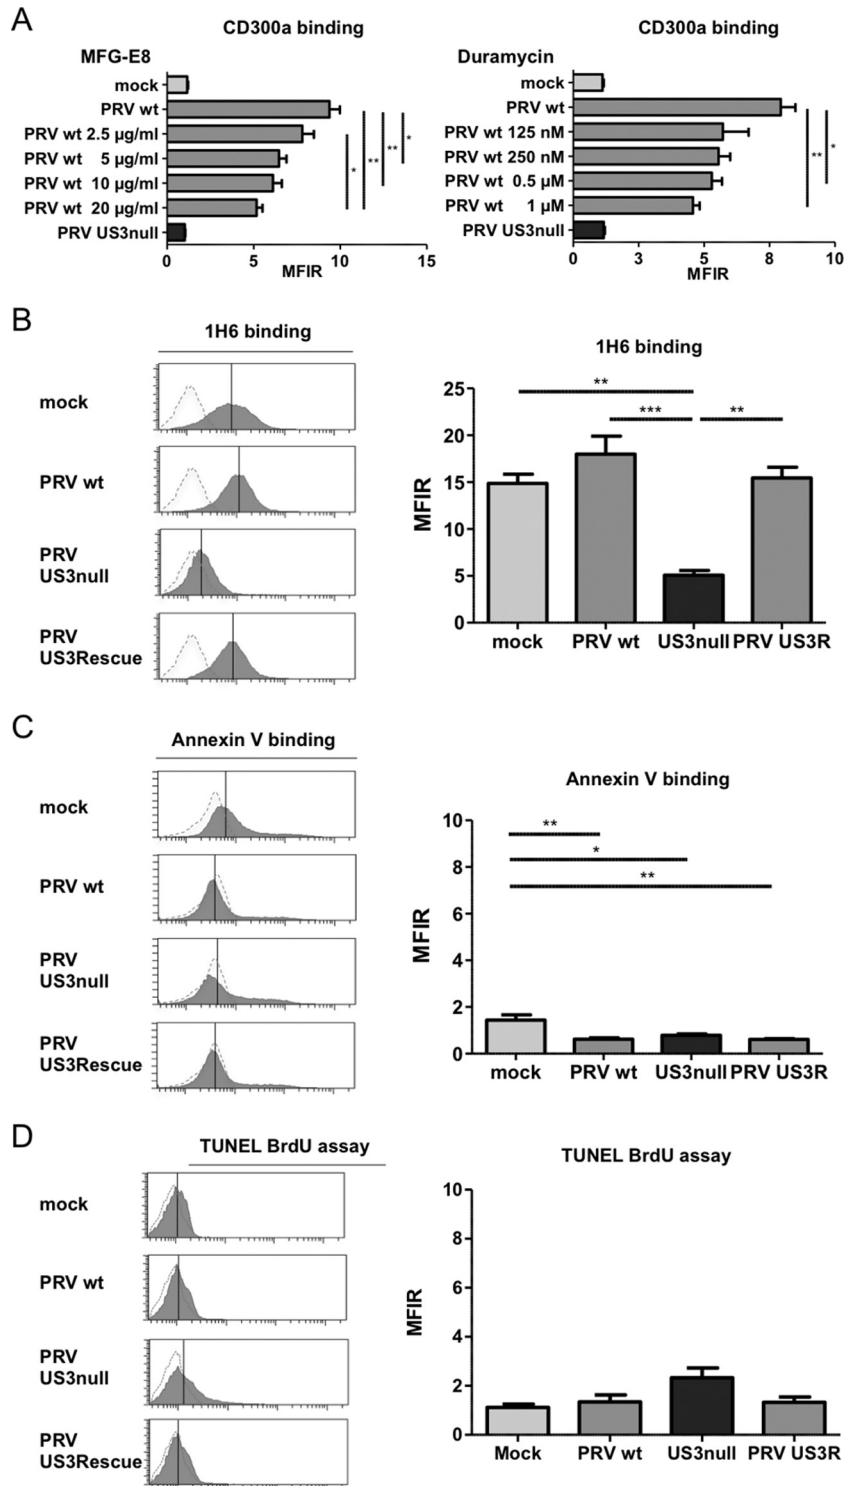 A
CD300a binding
MFG-E8
mock
PRV wt
PRV wt 2.5 µg/ml
PRV wt 5 µg/ml
PRV wt 10 µg/ml
PRV wt 20 µg/ml
PRV US3null
* ** ** *
0 5 10 15
MFIR
CD300a binding
Duramycin
mock
PRV wt
PRV wt 125 nM
PRV wt 250 nM
PRV wt 0.5 µM
PRV wt 1 µM
PRV US3null
** *
0 3 5 8 10
MFIR
B
1H6 binding
mock
PRV wt
PRV
US3null
PRV
US3Rescue
1H6 binding
MFIR
25
20
15
10
5
0
**
*** **
mock PRV wt US3null PRV US3R
C
Annexin V binding
mock
PRV wt
PRV
US3null
PRV
US3Rescue
Annexin V binding
MFIR
10
8
6
4
2
0
**
*
**
mock PRV wt US3null PRV US3R
D
TUNEL BrdU assay
mock
PRV wt
PRV
US3null
PRV
US3Rescue
TUNEL BrdU assay
MFIR
10
8
6
4
2
0
Mock PRV wt US3null PRV US3R